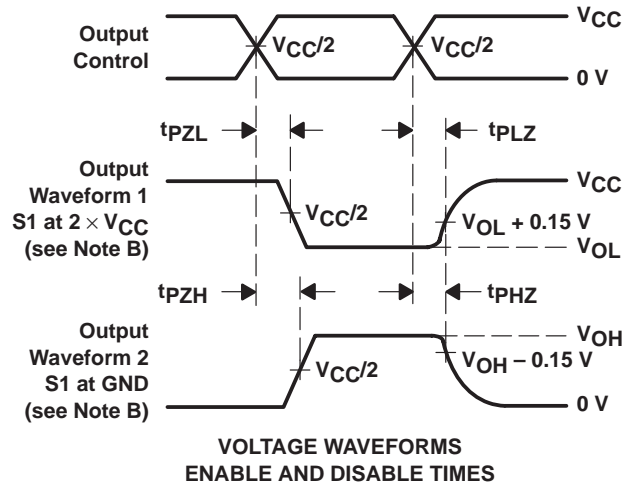 Output
Control
VCC/2
VCC/2
VCC
0 V
tPZL
tPLZ
Output
Waveform 1
S1 at 2 × VCC
(see Note B)
VCC/2
VCC
VOL + 0.15 V
VOL
tPZH
tPHZ
Output
Waveform 2
S1 at GND
(see Note B)
VCC/2
VOH
VOH – 0.15 V
0 V
VOLTAGE WAVEFORMS
ENABLE AND DISABLE TIMES